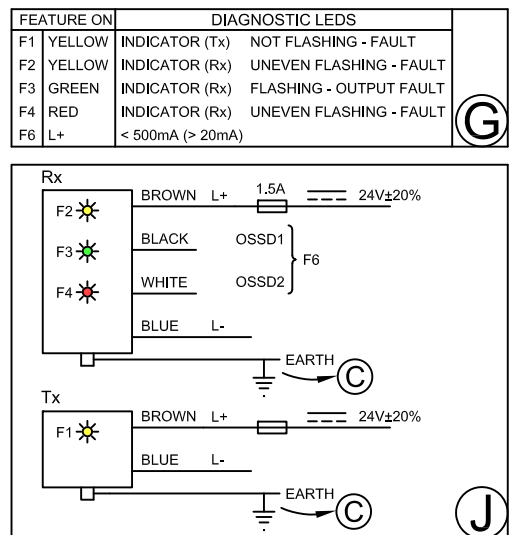 FEATURE ON DIAGNOSTIC LEDS
F1 YELLOW INDICATOR (Tx) NOT FLASHING - FAULT
F2 YELLOW INDICATOR (Rx) UNEVEN FLASHING - FAULT
F3 GREEN INDICATOR (Rx) FLASHING - OUTPUT FAULT
F4 RED INDICATOR (Rx) UNEVEN FLASHING - FAULT
F6 L+ < 500mA (> 20mA)
G
Rx
BROWN L+ 1.5A 24V±20%
F2
BLACK OSSD1
F3
F6
WHITE OSSD2
F4
BLUE L-
EARTH
C
Tx
BROWN L+ 24V±20%
F1
BLUE L-
EARTH
C
J